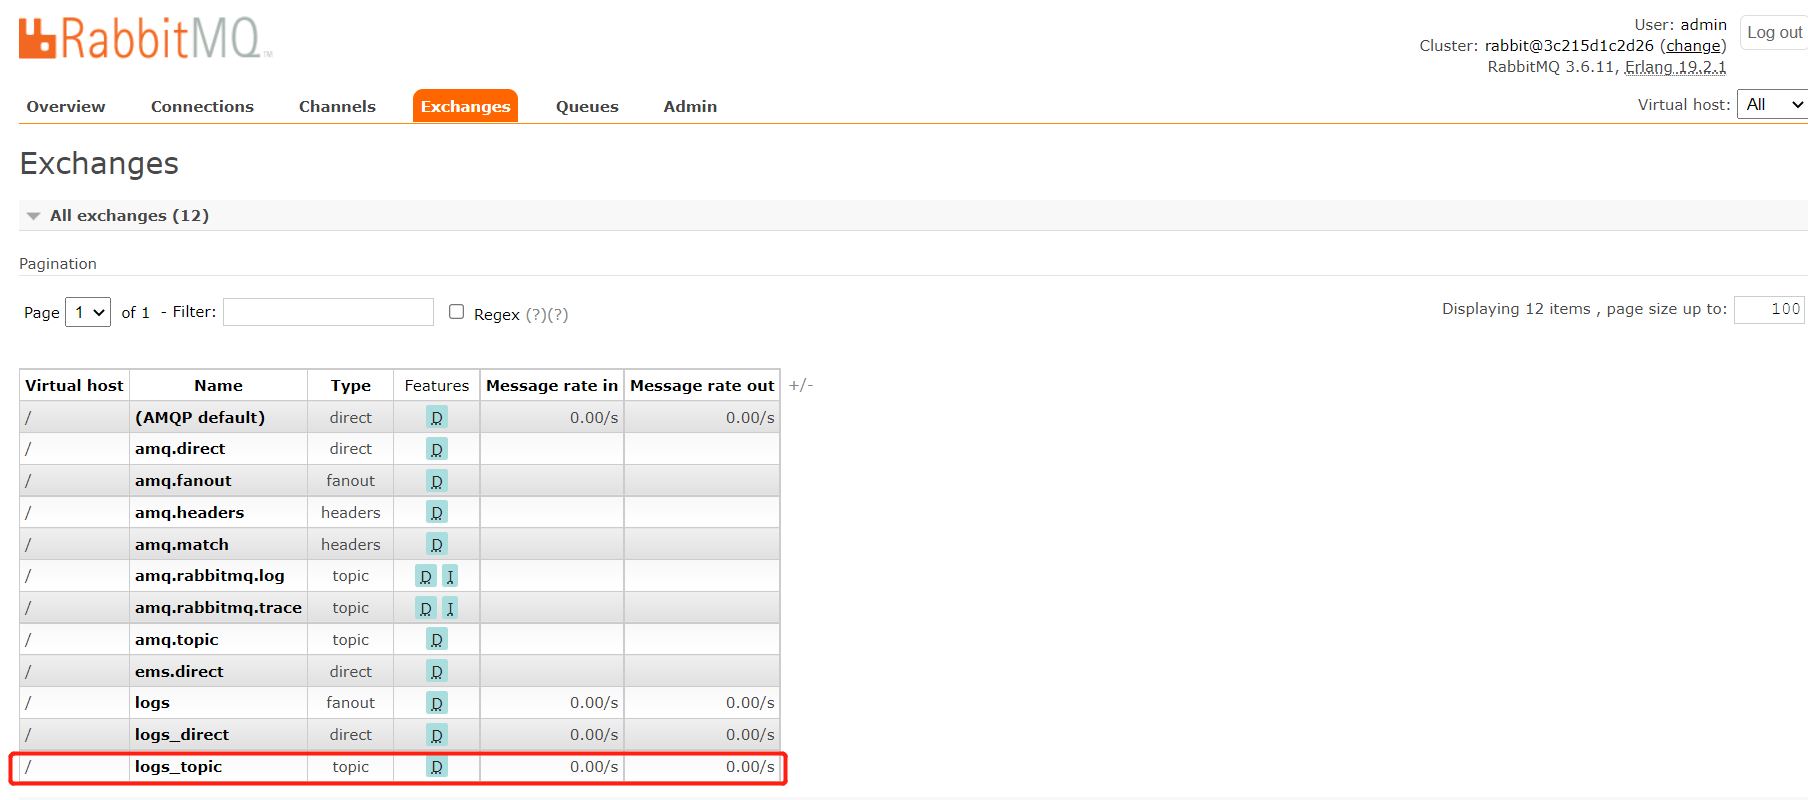 RabbitMQ™
User: admin
Log out
Cluster: rabbit@3c215d1c2d26 (change)
RabbitMQ 3.6.11, Erlang 19.2.1
Overview Connections Channels Exchanges Queues Admin
Virtual host: All
Exchanges
All exchanges (12)
Pagination
Page 1 of 1 - Filter: Regex (?)(?)
Displaying 12 items , page size up to: 100
Virtual host Name Type Features Message rate in Message rate out +/-
/ (AMQP default) direct D 0.00/s 0.00/s
/ amq.direct direct D
/ amq.fanout fanout D
/ amq.headers headers D
/ amq.match headers D
/ amq.rabbitmq.log topic D I
/ amq.rabbitmq.trace topic D I
/ amq.topic topic D
/ ems.direct direct D
/ logs fanout D 0.00/s 0.00/s
/ logs_direct direct D 0.00/s 0.00/s
/ logs_topic topic D 0.00/s 0.00/s